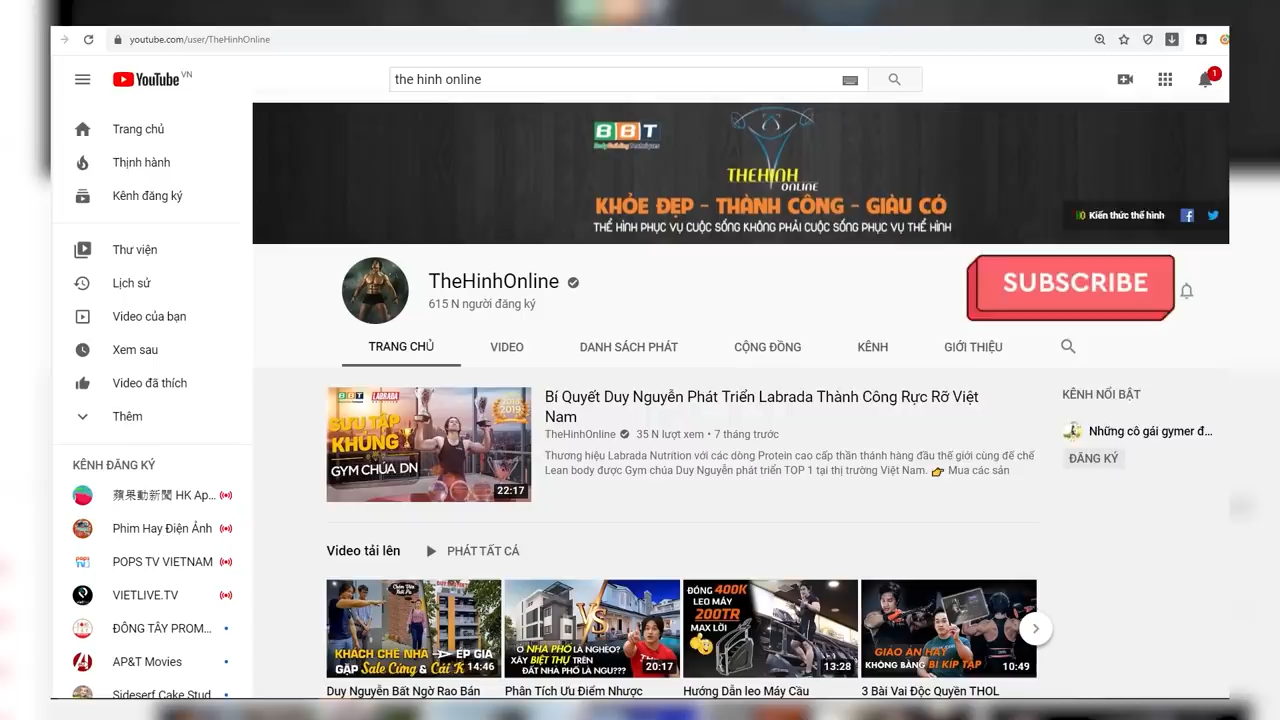 youtube.com/user/TheHinhOnline
YouTube VN
the hinh online
1
Trang chủ
Thịnh hành
Kênh đăng ký
Thư viện
Lịch sử
Video của bạn
Xem sau
Video đã thích
Thêm
KÊNH ĐĂNG KÝ
蘋果動新聞 HK Ap...
Phim Hay Điện Ảnh
POPS TV VIETNAM
VIETLIVE.TV
ĐÔNG TÂY PROM...
AP&T Movies
Sideserf Cake Stud
BBT
BodyBuilding Techniques
THEHINH
ONLINE
KHỎE ĐẸP - THÀNH CÔNG - GIÀU CÓ
THỂ HÌNH PHỤC VỤ CUỘC SỐNG KHÔNG PHẢI CUỘC SỐNG PHỤC VỤ THỂ HÌNH
Kiến thức thể hình
TheHinhOnline
615 N người đăng ký
SUBSCRIBE
TRANG CHỦ
VIDEO
DANH SÁCH PHÁT
CỘNG ĐỒNG
KÊNH
GIỚI THIỆU
BBT LABRADA
2018
2019
SƯU TẬP
KHỦNG
GYM CHÚA DN
22:17
Bí Quyết Duy Nguyễn Phát Triển Labrada Thành Công Rực Rỡ Việt
Nam
TheHinhOnline 35 N lượt xem • 7 tháng trước
Thương hiệu Labrada Nutrition với các dòng Protein cao cấp thần thánh hàng đầu thế giới cùng đế chế
Lean body được Gym chúa Duy Nguyễn phát triển TOP 1 tại thị trường Việt Nam. 👉 Mua các sản
KÊNH NỔI BẬT
Những cô gái gymer đ...
ĐĂNG KÝ
Video tải lên
PHÁT TẤT CẢ
KHÁCH CHÊ NHÀ ÉP GIÁ
GẶP Sale Cứng & Cái K
14:46
Duy Nguyễn Bất Ngờ Rao Bán
VS
Ở NHÀ PHỐ LÀ NGHÈO?
XÂY BIỆT THỰ TRÊN
ĐẤT NHÀ PHỐ LÀ NGU???
20:17
Phân Tích Ưu Điểm Nhược
ĐÓNG 400K
LEO MÁY
200TR
MAX LỜI
13:28
Hướng Dẫn leo Máy Cầu
GIÁO ÁN HAY
KHÔNG BẰNG BÍ KIP TẬP
10:49
3 Bài Vai Độc Quyền THOL